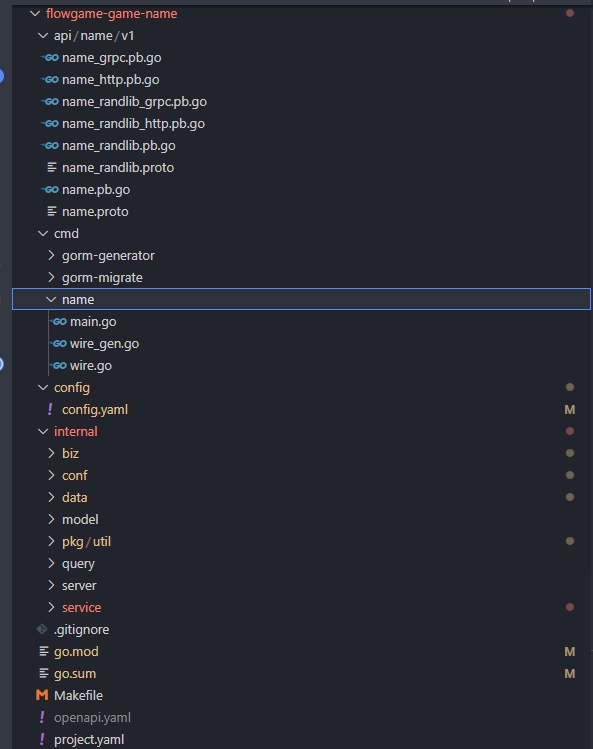 flowgame-game-name
api/name/v1
GO name_grpc.pb.go
GO name_http.pb.go
GO name_randlib_grpc.pb.go
GO name_randlib_http.pb.go
GO name_randlib.pb.go
name_randlib.proto
GO name.pb.go
name.proto
cmd
gorm-generator
gorm-migrate
name
GO main.go
GO wire_gen.go
GO wire.go
config
! config.yaml M
internal
biz
conf
data
model
pkg/util
query
server
service
.gitignore
go.mod M
go.sum M
M Makefile
! openapi.yaml
! project.yaml